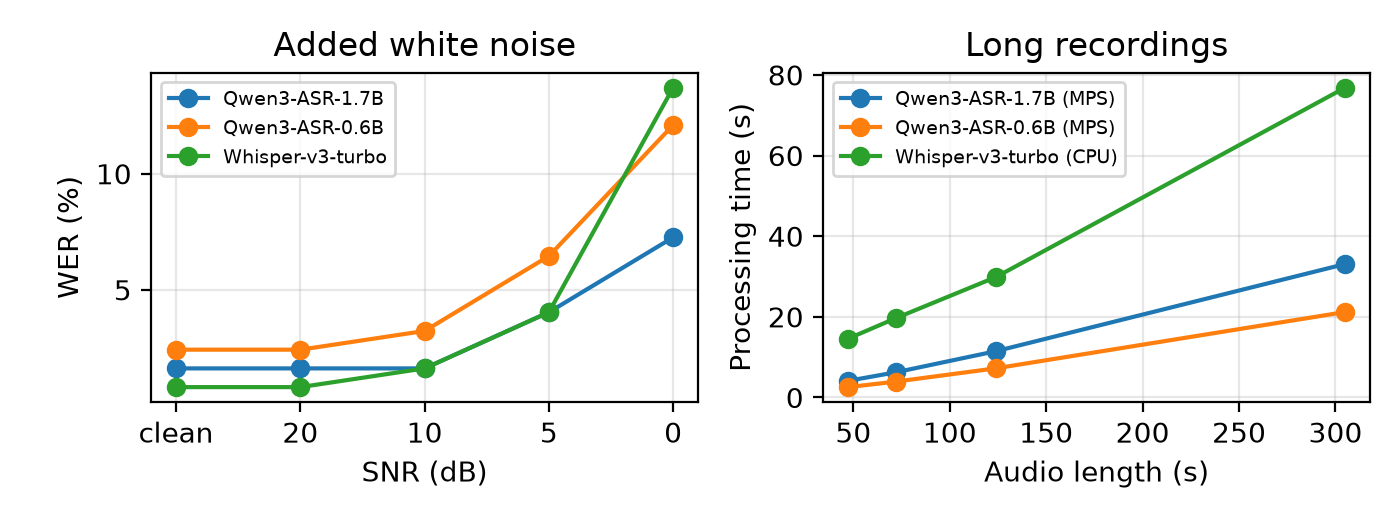 Added white noise
Qwen3-ASR-1.7B
Qwen3-ASR-0.6B
Whisper-v3-turbo
WER (%)
10
5
clean 20 10 5 0
SNR (dB)
Long recordings
Qwen3-ASR-1.7B (MPS)
Qwen3-ASR-0.6B (MPS)
Whisper-v3-turbo (CPU)
Processing time (s)
80
60
40
20
0
50 100 150 200 250 300
Audio length (s)